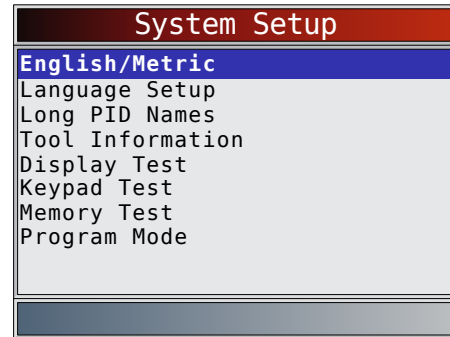 System Setup
English/Metric
Language Setup
Long PID Names
Tool Information
Display Test
Keypad Test
Memory Test
Program Mode